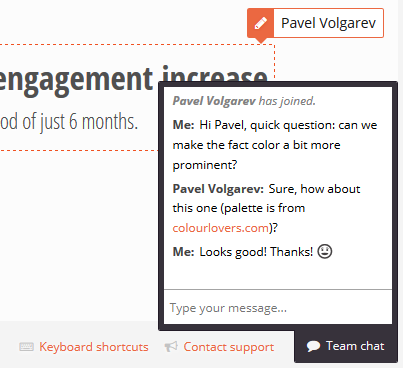 Pavel Volgarev
engagement increase
od of just 6 months.
Pavel Volgarev has joined.
Me: Hi Pavel, quick question: can we
make the fact color a bit more
prominent?
Pavel Volgarev: Sure, how about
this one (palette is from
colourlovers.com)?
Me: Looks good! Thanks!
Type your message...
Keyboard shortcuts
Contact support
Team chat